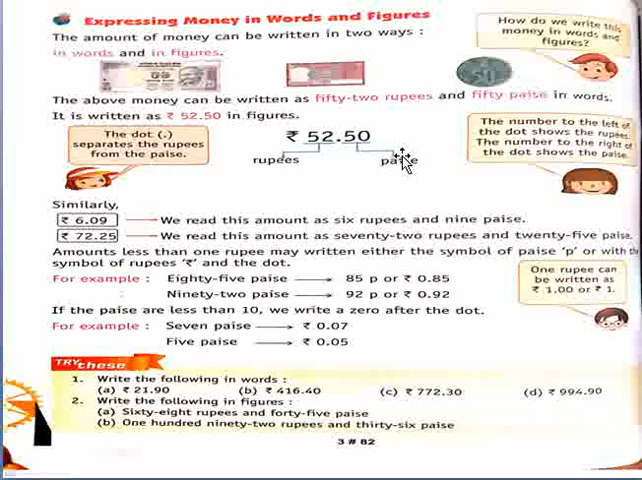 Expressing Money in Words and Figures
The amount of money can be written in two ways :
in words and in figures.
How do we write this
money in words and
figures?
The above money can be written as fifty-two rupees and fifty paise in words.
It is written as ₹ 52.50 in figures.
The dot (.)
separates the rupees
from the paise.
₹ 52.50
rupees paise
The number to the left of
the dot shows the rupees.
The number to the right of
the dot shows the paise.
Similarly,
₹ 6.09 We read this amount as six rupees and nine paise.
₹ 72.25 We read this amount as seventy-two rupees and twenty-five paise.
Amounts less than one rupee may written either the symbol of paise 'p' or with the
symbol of rupees '₹' and the dot.
For example : Eighty-five paise 85 p or ₹ 0.85
: Ninety-two paise 92 p or ₹ 0.92
One rupee can
be written as
₹ 1.00 or ₹ 1.
If the paise are less than 10, we write a zero after the dot.
For example : Seven paise ₹ 0.07
Five paise ₹ 0.05
TRY these
1. Write the following in words :
(a) ₹ 21.90 (b) ₹ 416.40 (c) ₹ 772.30 (d) ₹ 994.90
2. Write the following in figures :
(a) Sixty-eight rupees and forty-five paise
(b) One hundred ninety-two rupees and thirty-six paise
3 # 82